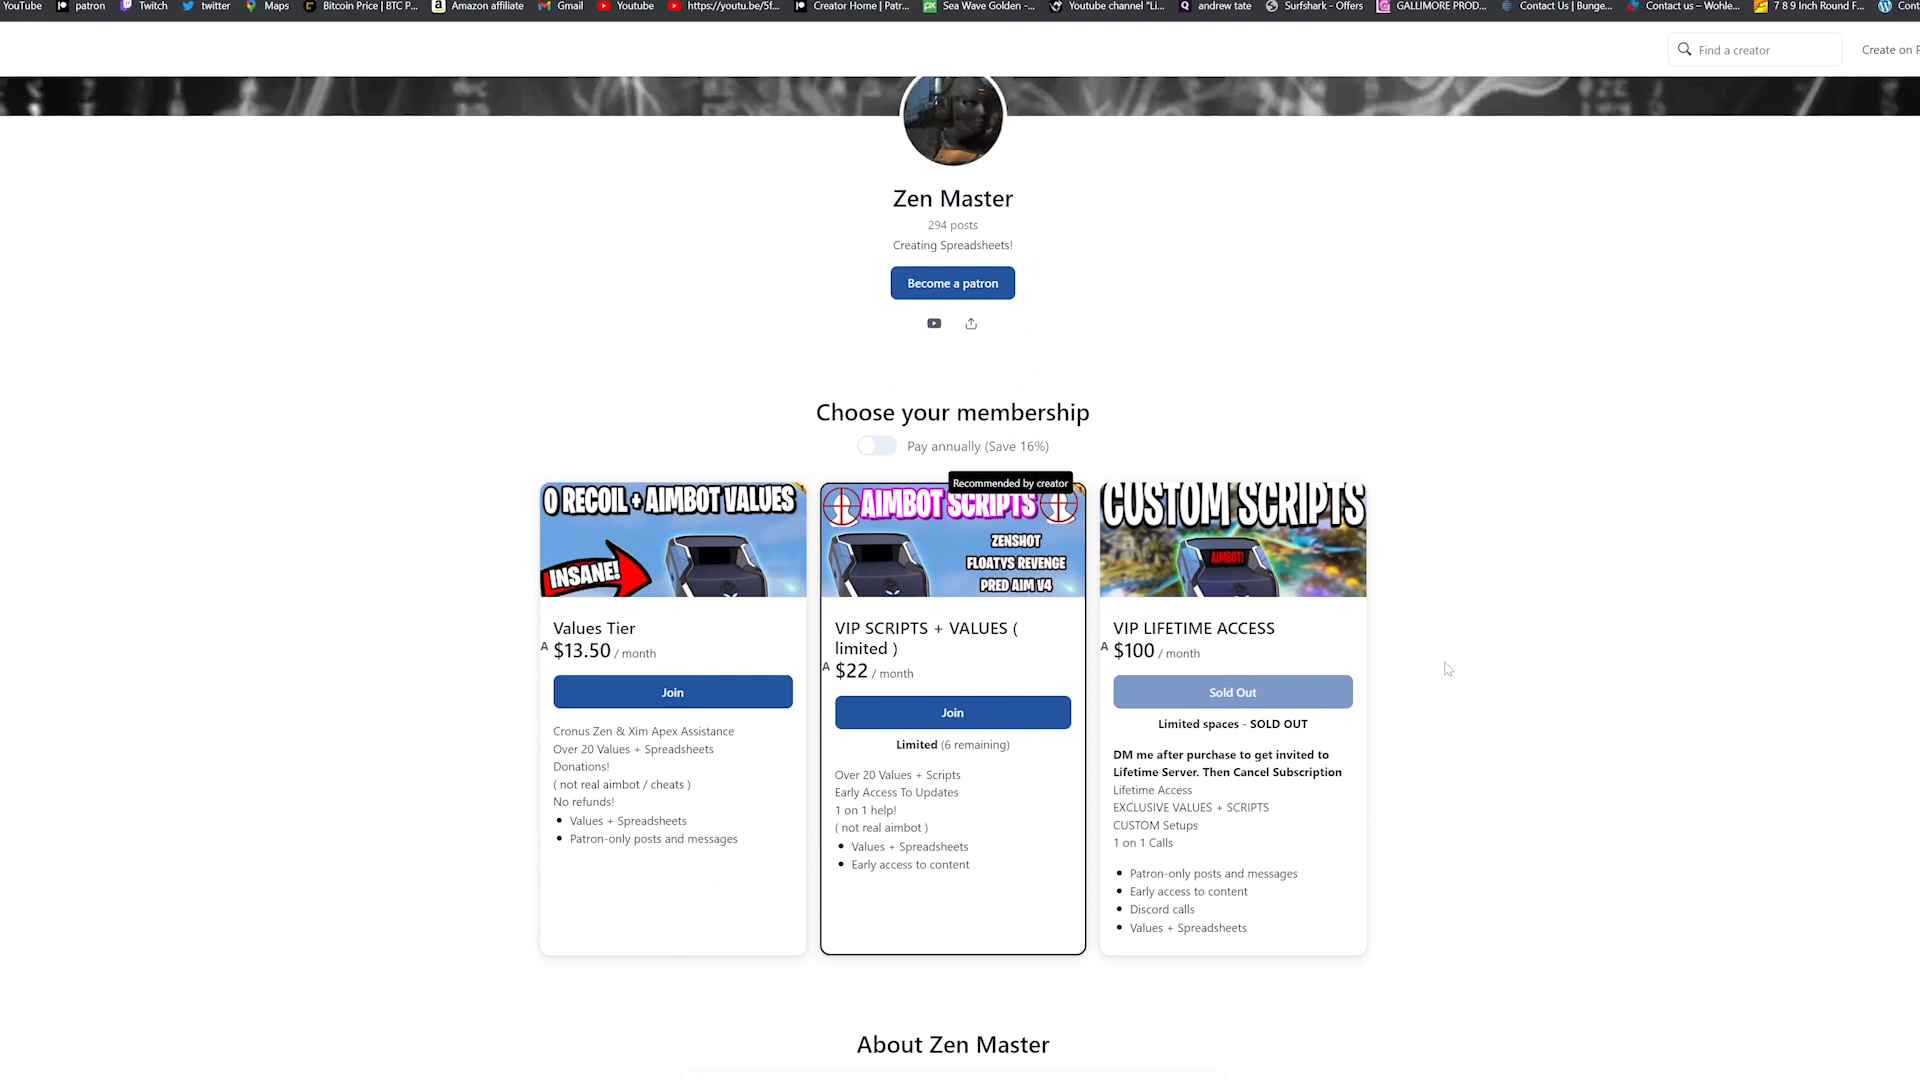 YouTube patron Twitch twitter Maps Bitcoin Price | BTC P... Amazon affiliate Gmail Youtube https://youtu.be/5f... Creator Home | Patr... Sea Wave Golden -... Youtube channel "Li... andrew tate Surfshark - Offers GALLIMORE PROD... Contact Us | Bunge... Contact us – Wohle... 7 8 9 Inch Round F... Cont
Find a creator
Create on P
Zen Master
294 posts
Creating Spreadsheets!
Become a patron
Choose your membership
Pay annually (Save 16%)
0 RECOIL + AIMBOT VALUES
INSANE!
Values Tier
A $13.50 / month
Join
Cronus Zen & Xim Apex Assistance
Over 20 Values + Spreadsheets
Donations!
( not real aimbot / cheats )
No refunds!
• Values + Spreadsheets
• Patron-only posts and messages
Recommended by creator
AIMBOT SCRIPTS
ZENSHOT
FLOATYS REVENGE
PRED AIM V4
VIP SCRIPTS + VALUES (
limited )
A $22 / month
Join
Limited (6 remaining)
Over 20 Values + Scripts
Early Access To Updates
1 on 1 help!
( not real aimbot )
• Values + Spreadsheets
• Early access to content
CUSTOM SCRIPTS
AIMBOT!
VIP LIFETIME ACCESS
A $100 / month
Sold Out
Limited spaces - SOLD OUT
DM me after purchase to get invited to
Lifetime Server. Then Cancel Subscription
Lifetime Access
EXCLUSIVE VALUES + SCRIPTS
CUSTOM Setups
1 on 1 Calls
• Patron-only posts and messages
• Early access to content
• Discord calls
• Values + Spreadsheets
About Zen Master